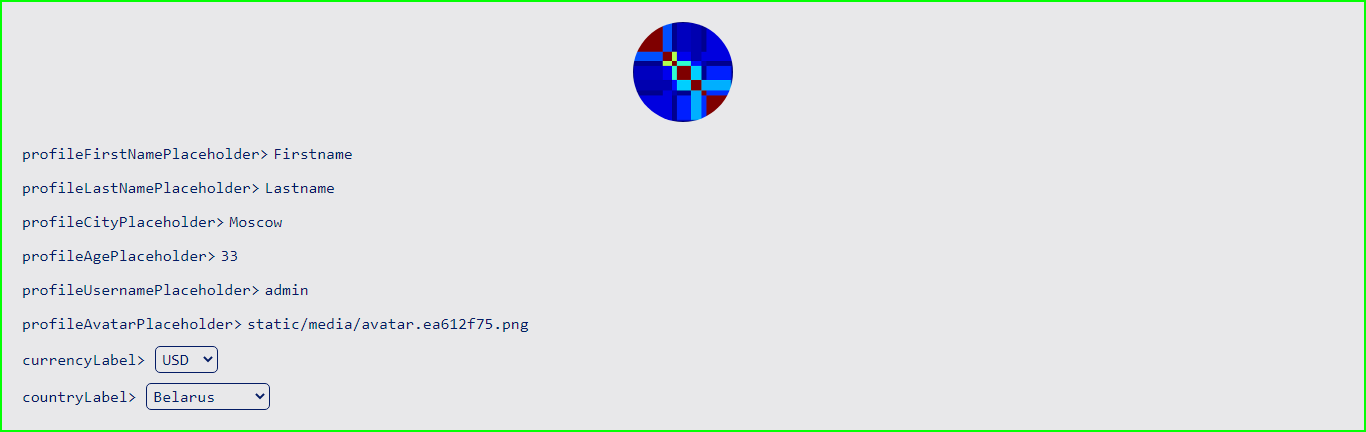 profileFirstNamePlaceholder> Firstname
profileLastNamePlaceholder> Lastname
profileCityPlaceholder> Moscow
profileAgePlaceholder> 33
profileUsernamePlaceholder> admin
profileAvatarPlaceholder> static/media/avatar.ea612f75.png
currencyLabel> USD
countryLabel> Belarus